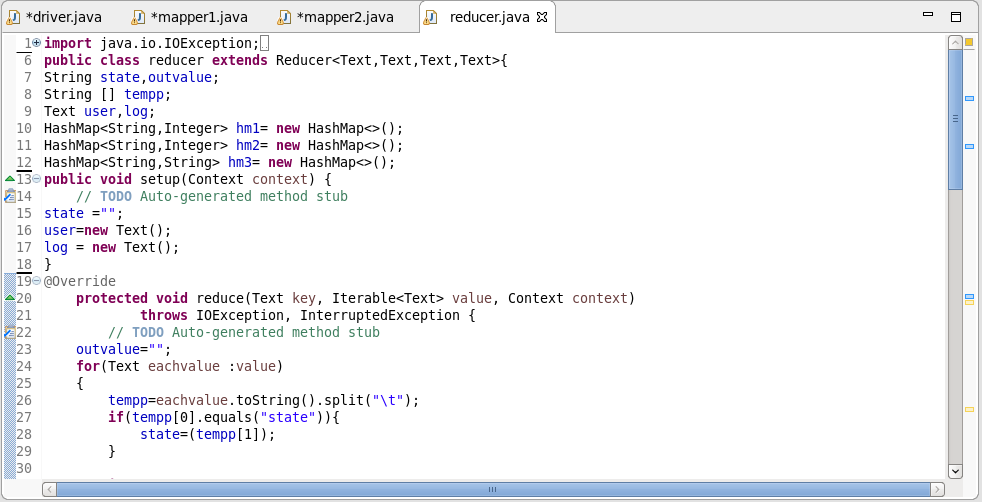 *driver.java *mapper1.java *mapper2.java reducer.java
1 import java.io.IOException;
6 public class reducer extends Reducer<Text,Text,Text,Text>{
7 String state,outvalue;
8 String [] tempp;
9 Text user,log;
10 HashMap<String,Integer> hm1= new HashMap<>();
11 HashMap<String,Integer> hm2= new HashMap<>();
12 HashMap<String,String> hm3= new HashMap<>();
13 public void setup(Context context) {
14     // TODO Auto-generated method stub
15 state ="";
16 user=new Text();
17 log = new Text();
18 }
19 @Override
20     protected void reduce(Text key, Iterable<Text> value, Context context)
21             throws IOException, InterruptedException {
22         // TODO Auto-generated method stub
23     outvalue="";
24     for(Text eachvalue :value)
25     {
26         tempp=eachvalue.toString().split("\t");
27         if(tempp[0].equals("state")){
28             state=(tempp[1]);
29         }
30